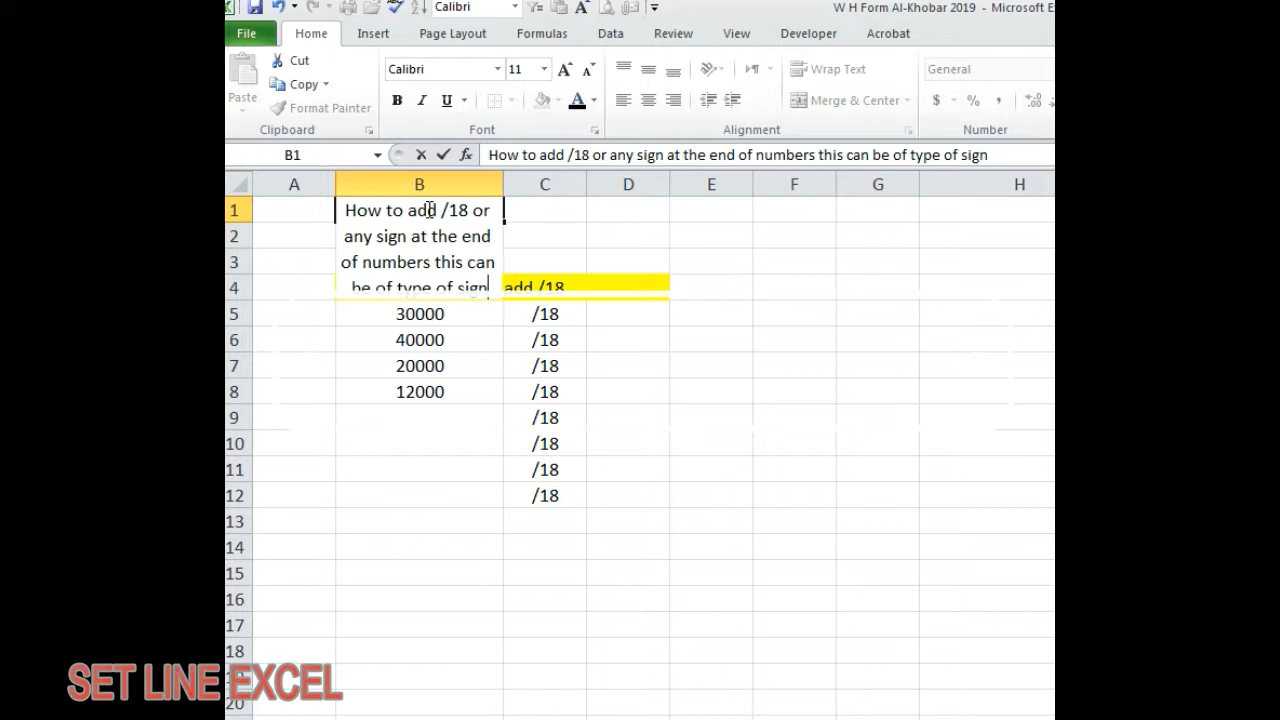 Calibri
W H Form Al-Khobar 2019 - Microsoft E
File Home Insert Page Layout Formulas Data Review View Developer Acrobat
Paste
Cut
Copy
Format Painter
Clipboard
Calibri 11
B I U A
Font
Wrap Text
Merge & Center
Alignment
General
$ % ,
Number
B1 fx How to add /18 or any sign at the end of numbers this can be of type of sign
A B C D E F G H
1 How to add /18 or
2 any sign at the end
3 of numbers this can
4 be of type of sign add /18
5 30000 /18
6 40000 /18
7 20000 /18
8 12000 /18
9 /18
10 /18
11 /18
12 /18
13
14
15
16
17
18
20
SET LINE EXCEL